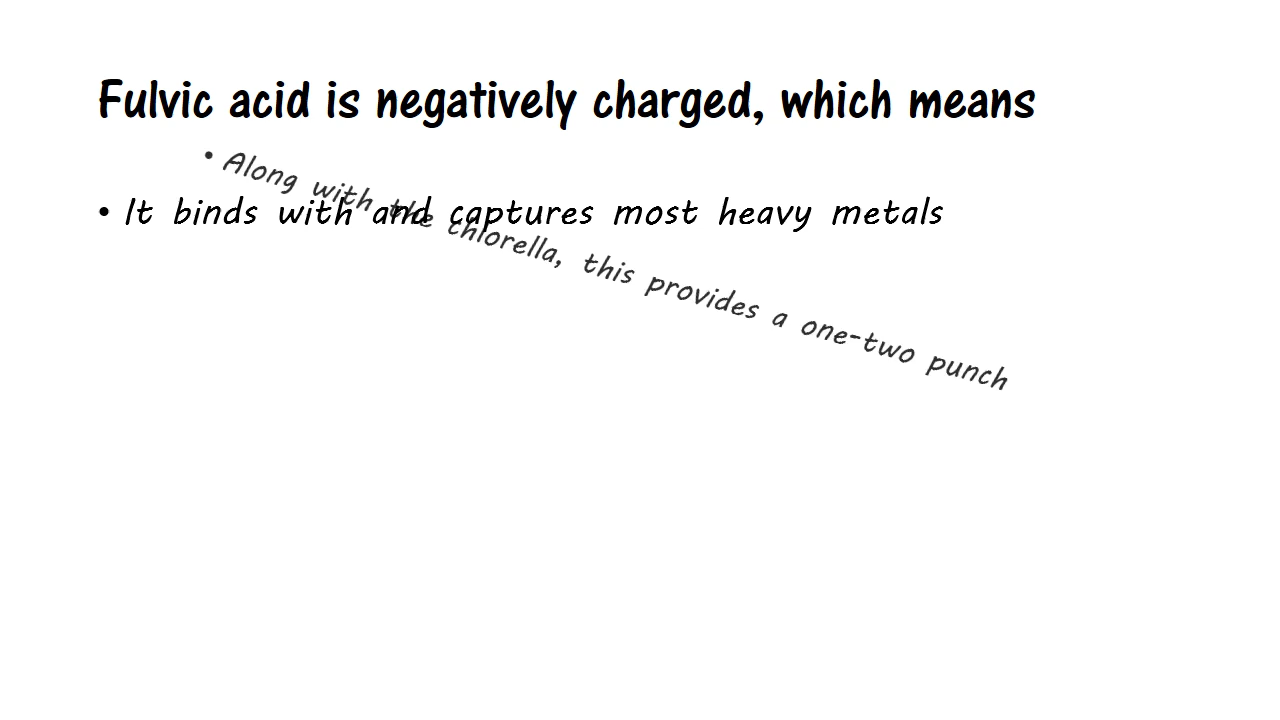 Fulvic acid is negatively charged, which means
• It binds with and captures most heavy metals
• Along with the chlorella, this provides a one-two punch